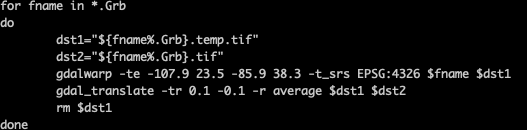 for fname in *.Grb
do
dst1="${fname%.Grb}.temp.tif"
dst2="${fname%.Grb}.tif"
gdalwarp -te -107.9 23.5 -85.9 38.3 -t_srs EPSG:4326 $fname $dst1
gdal_translate -tr 0.1 -0.1 -r average $dst1 $dst2
rm $dst1
done